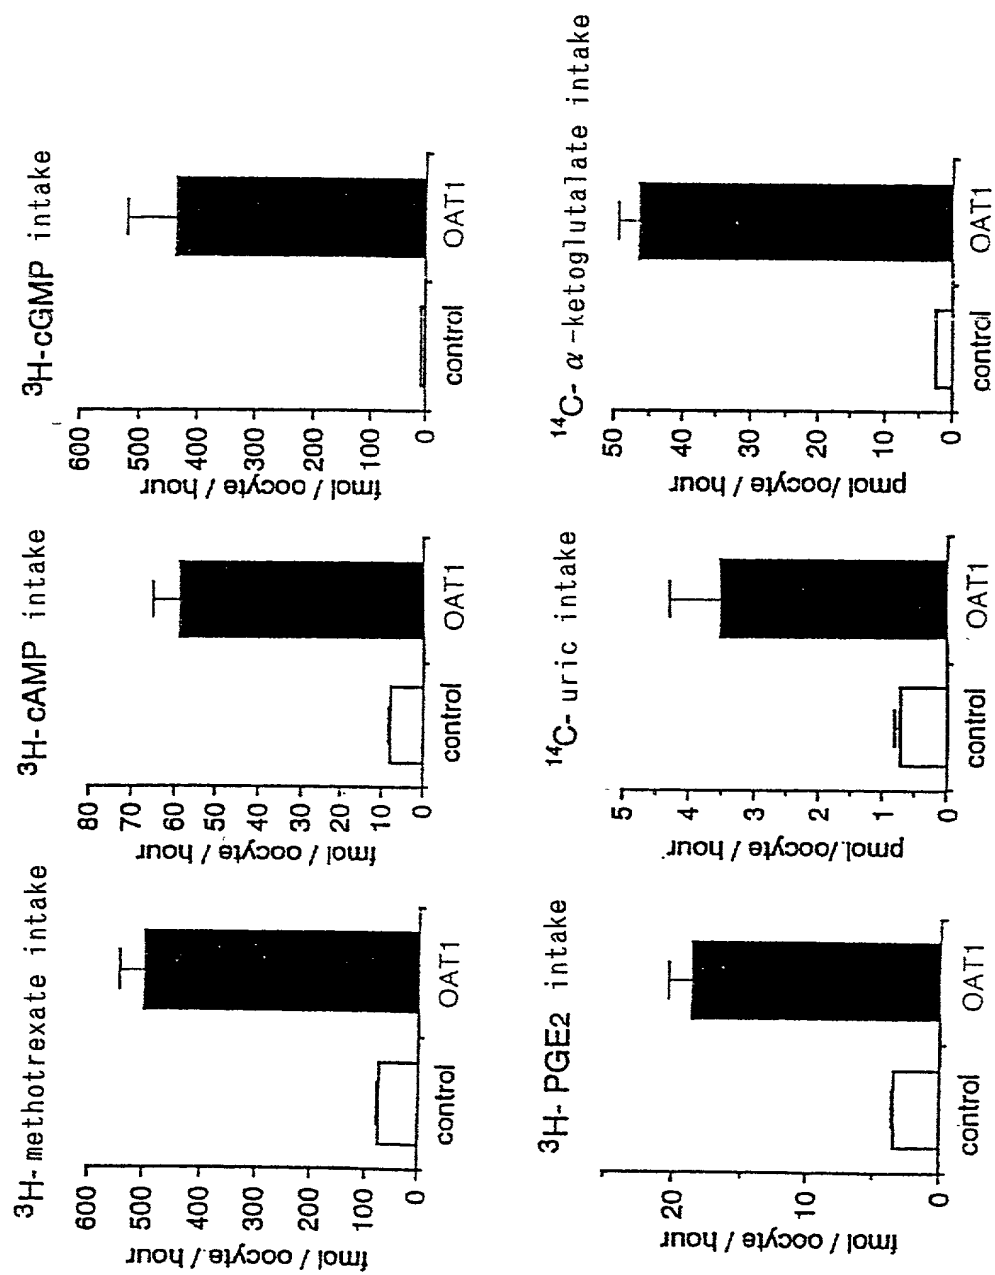 ³H-methotrexate intake
600
500
400
300
200
100
0
fmol / oocyte / hour
control
OAT1
³H-cAMP intake
80
70
60
50
40
30
20
10
0
fmol / oocyte / hour
control
OAT1
³H-cGMP intake
600
500
400
300
200
100
0
fmol / oocyte / hour
control
OAT1
³H-PGE2 intake
20
10
0
fmol / oocyte / hour
control
OAT1
¹⁴C-uric intake
5
4
3
2
1
0
pmol /oocyte / hour
control
OAT1
¹⁴C-α-ketoglutalate intake
50
40
30
20
10
0
pmol /oocyte / hour
control
OAT1